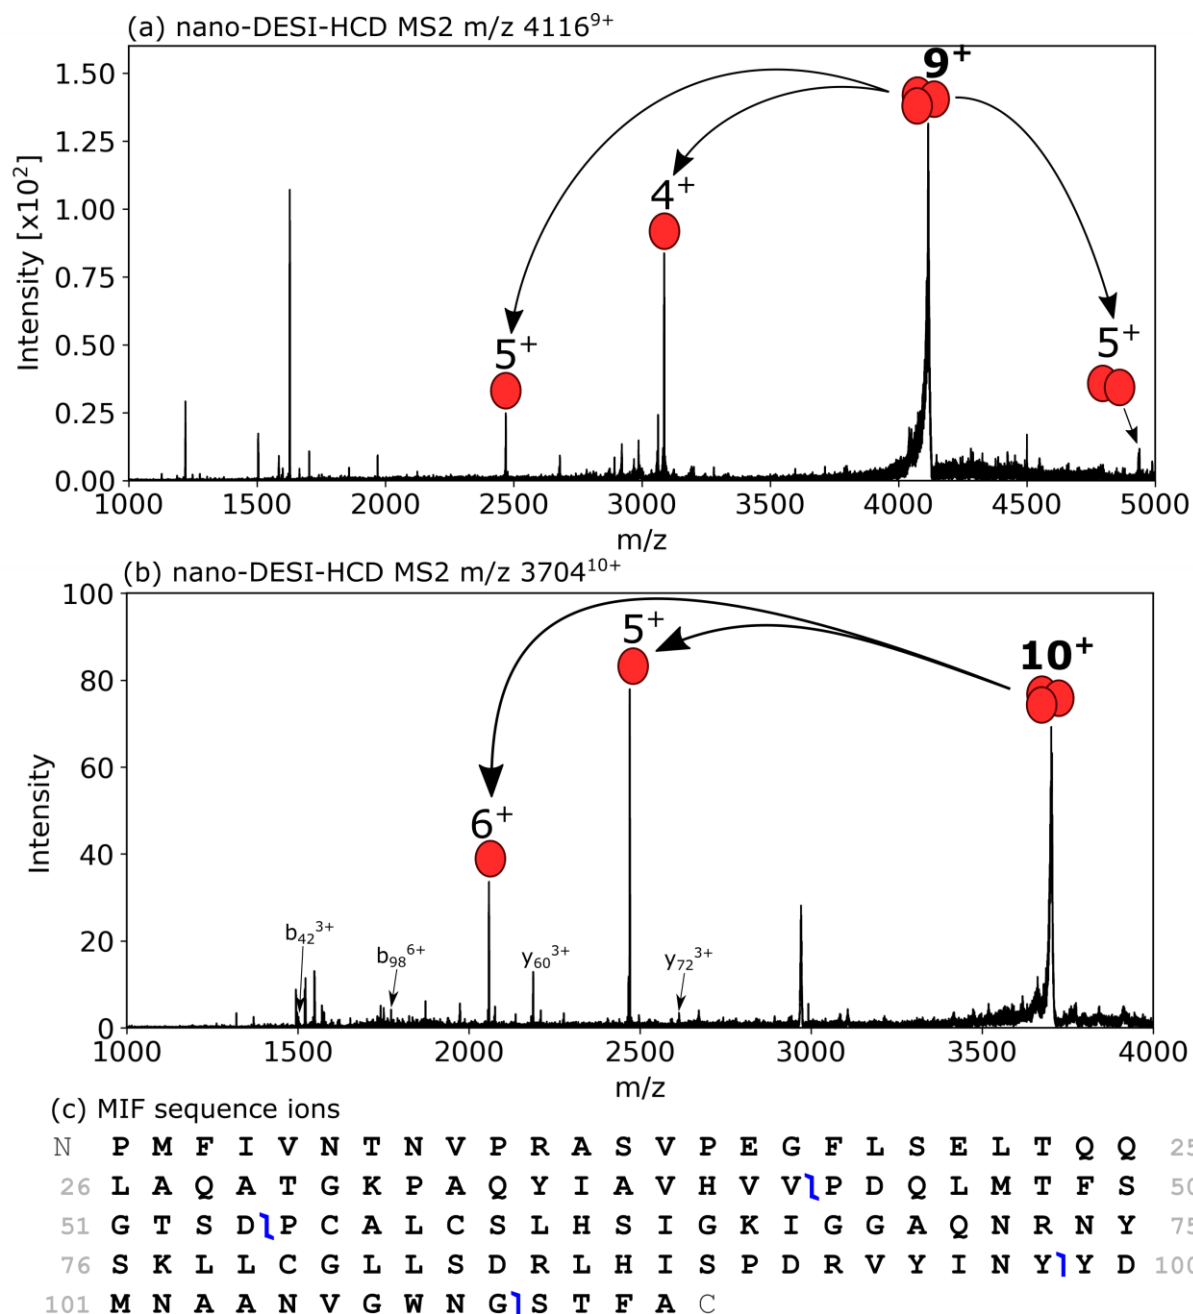 (a) nano-DESI-HCD MS2 m/z 4116⁹⁺
Intensity [x10²]
1.50
1.25
1.00
0.75
0.50
0.25
0.00
9⁺
4⁺
5⁺
5⁺
1000 1500 2000 2500 3000 3500 4000 4500 5000
m/z
(b) nano-DESI-HCD MS2 m/z 3704¹⁰⁺
Intensity
100
80
60
40
20
0
5⁺
10⁺
6⁺
b₄₂³⁺
b₉₈⁶⁺
y₆₀³⁺
y₇₂³⁺
1000 1500 2000 2500 3000 3500 4000
m/z
(c) MIF sequence ions
N P M F I V N T N V P R A S V P E G F L S E L T Q Q 25
26 L A Q A T G K P A Q Y I A V H V V P D Q L M T F S 50
51 G T S D P C A L C S L H S I G K I G G A Q N R N Y 75
76 S K L L C G L L S D R L H I S P D R V Y I N Y Y D 100
101 M N A A N V G W N G S T F A C